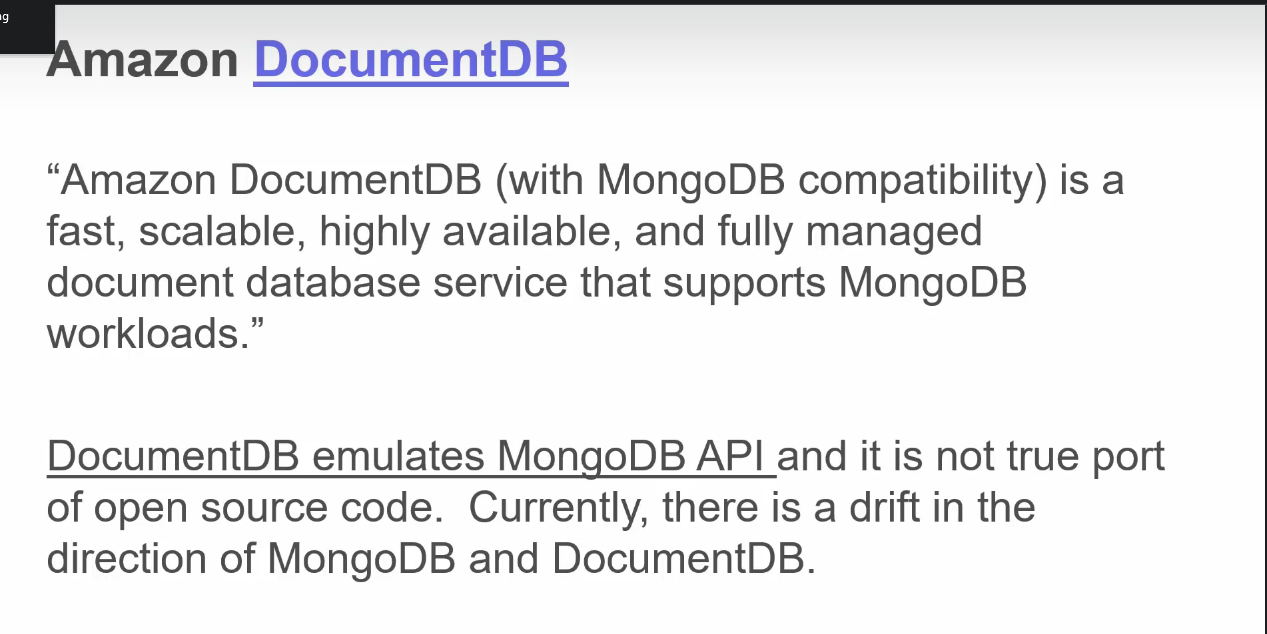 ng
Amazon DocumentDB
“Amazon DocumentDB (with MongoDB compatibility) is a
fast, scalable, highly available, and fully managed
document database service that supports MongoDB
workloads.”
DocumentDB emulates MongoDB API and it is not true port
of open source code.  Currently, there is a drift in the
direction of MongoDB and DocumentDB.